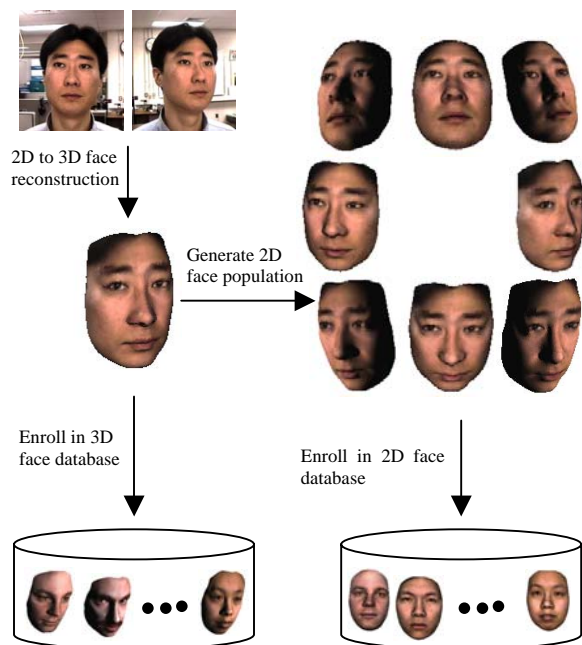 2D to 3D face
reconstruction
Generate 2D
face population
Enroll in 3D
face database
Enroll in 2D face
database